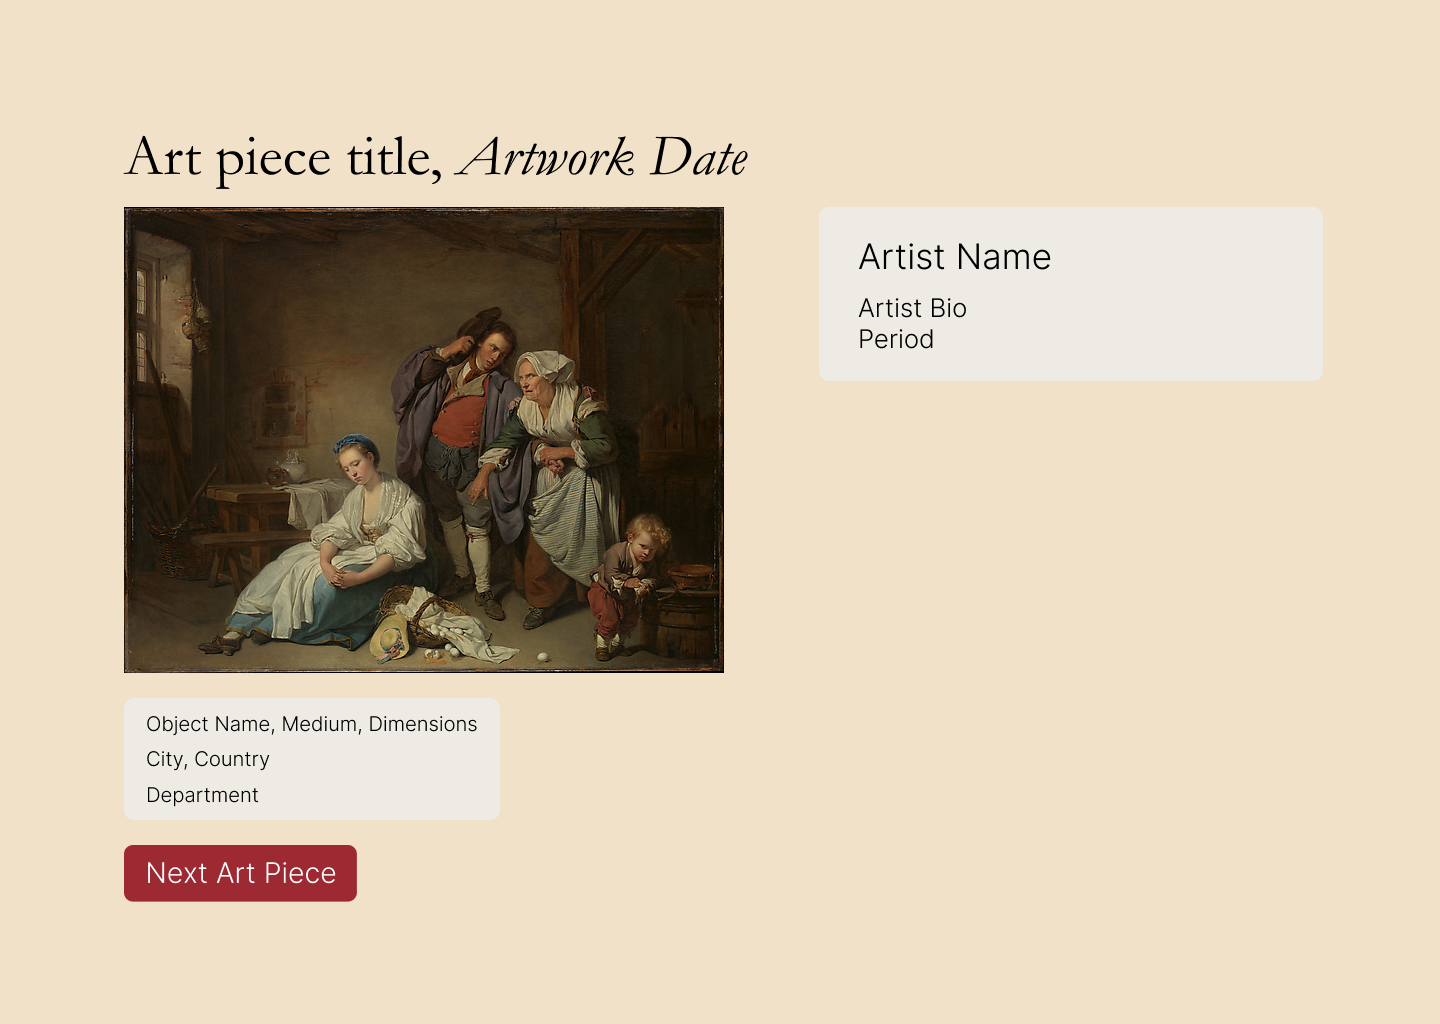 Art piece title, Artwork Date
Artist Name
Artist Bio
Period
Object Name, Medium, Dimensions
City, Country
Department
Next Art Piece